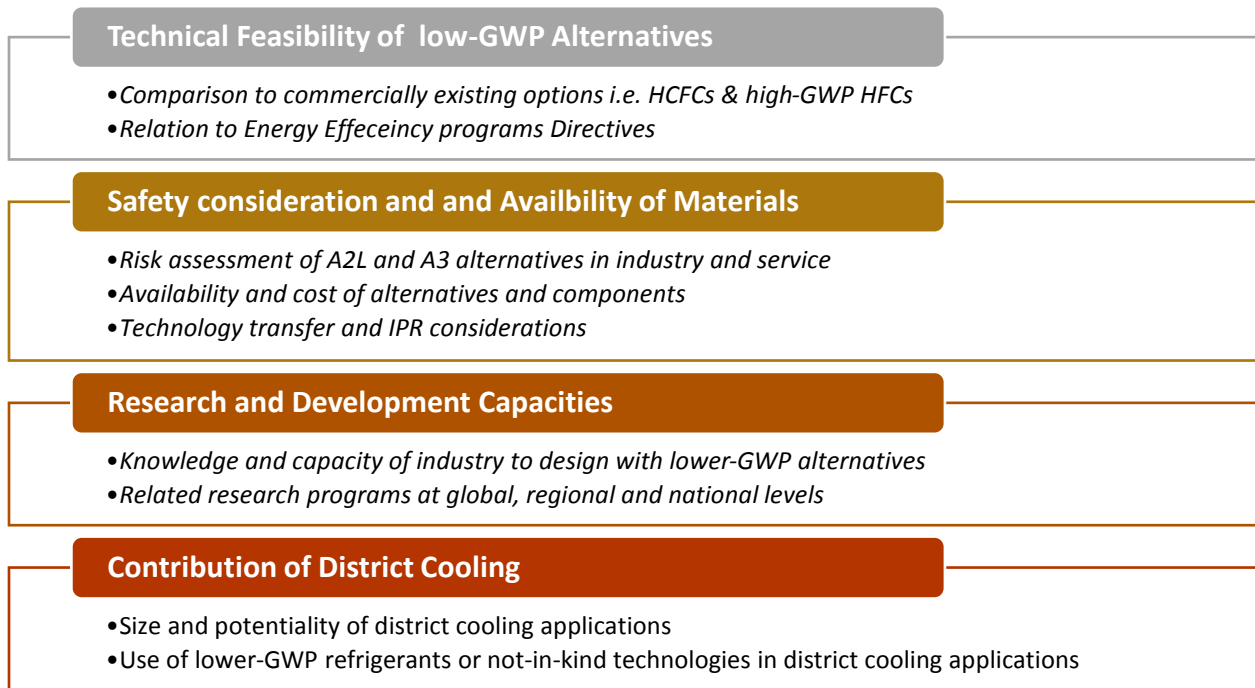 Technical Feasibility of low-GWP Alternatives
•Comparison to commercially existing options i.e. HCFCs & high-GWP HFCs
•Relation to Energy Effeceincy programs Directives
Safety consideration and and Availbility of Materials
•Risk assessment of A2L and A3 alternatives in industry and service
•Availability and cost of alternatives and components
•Technology transfer and IPR considerations
Research and Development Capacities
•Knowledge and capacity of industry to design with lower-GWP alternatives
•Related research programs at global, regional and national levels
Contribution of District Cooling
•Size and potentiality of district cooling applications
•Use of lower-GWP refrigerants or not-in-kind technologies in district cooling applications